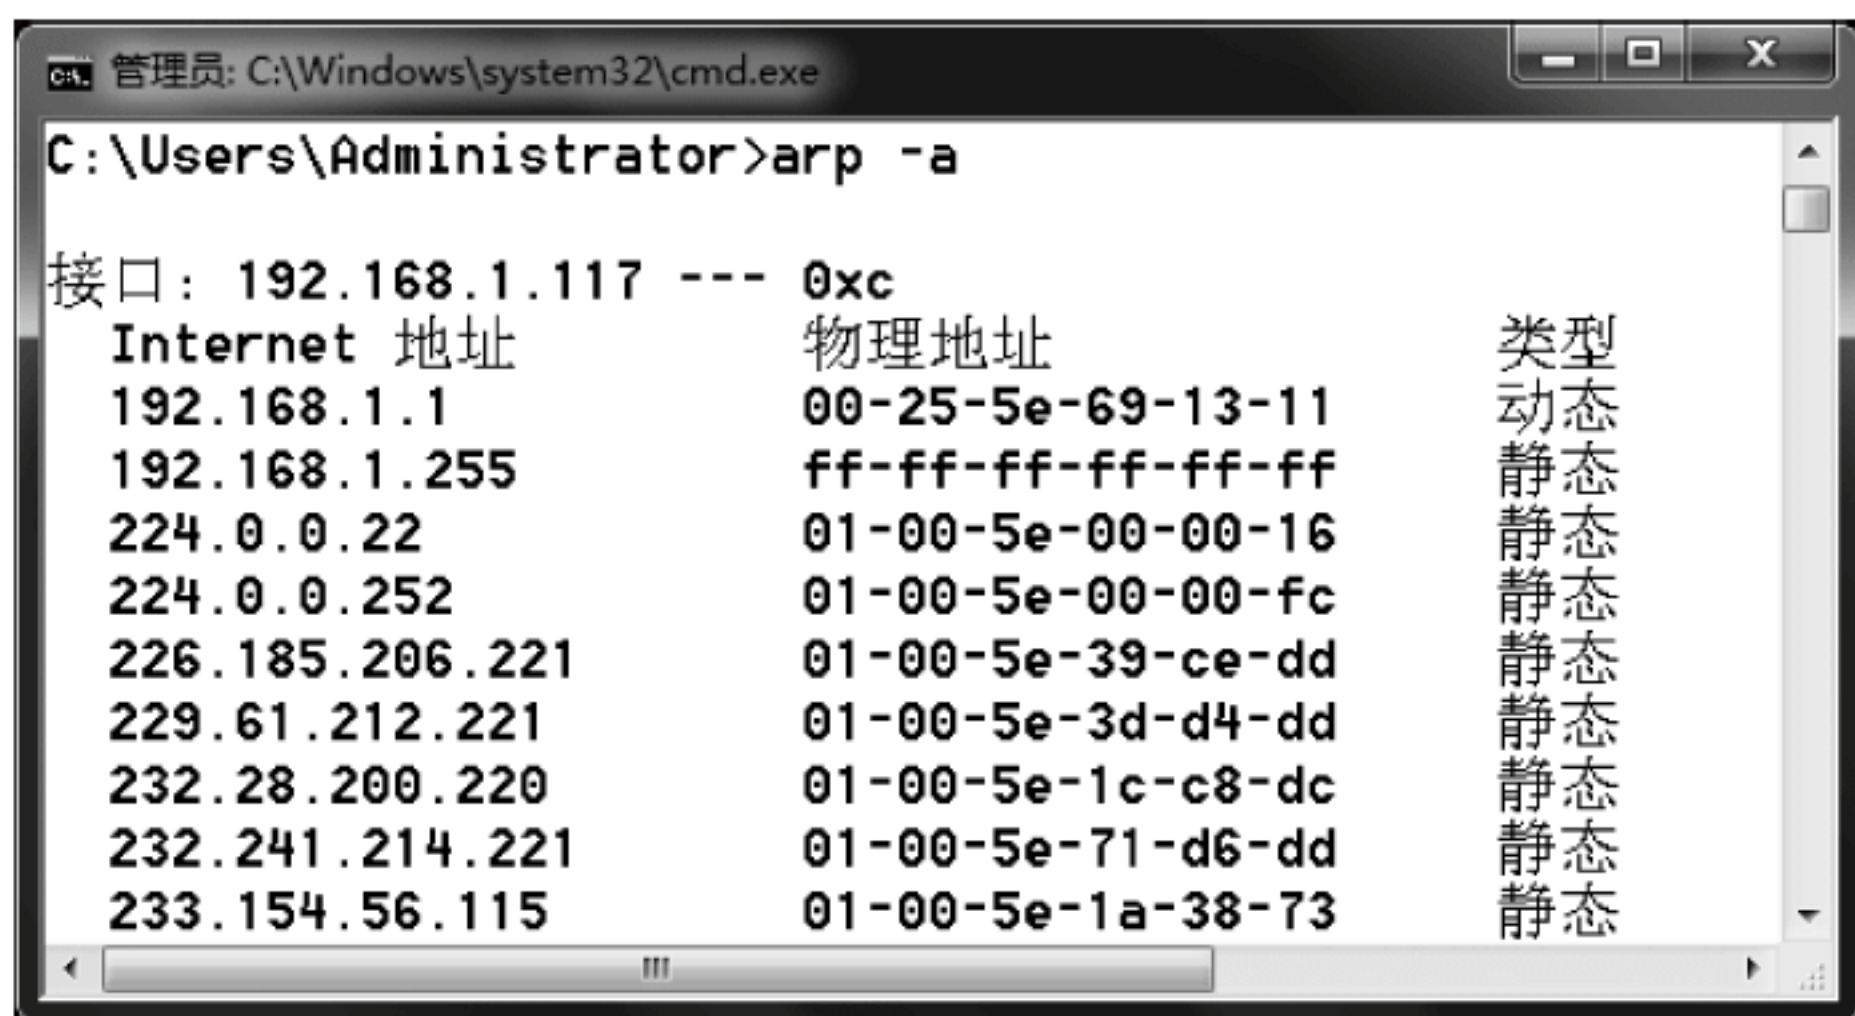 管理员: C:\Windows\system32\cmd.exe
C:\Users\Administrator>arp -a
接口: 192.168.1.117 --- 0xc
Internet 地址 物理地址 类型
192.168.1.1 00-25-5e-69-13-11 动态
192.168.1.255 ff-ff-ff-ff-ff-ff 静态
224.0.0.22 01-00-5e-00-00-16 静态
224.0.0.252 01-00-5e-00-00-fc 静态
226.185.206.221 01-00-5e-39-ce-dd 静态
229.61.212.221 01-00-5e-3d-d4-dd 静态
232.28.200.220 01-00-5e-1c-c8-dc 静态
232.241.214.221 01-00-5e-71-d6-dd 静态
233.154.56.115 01-00-5e-1a-38-73 静态